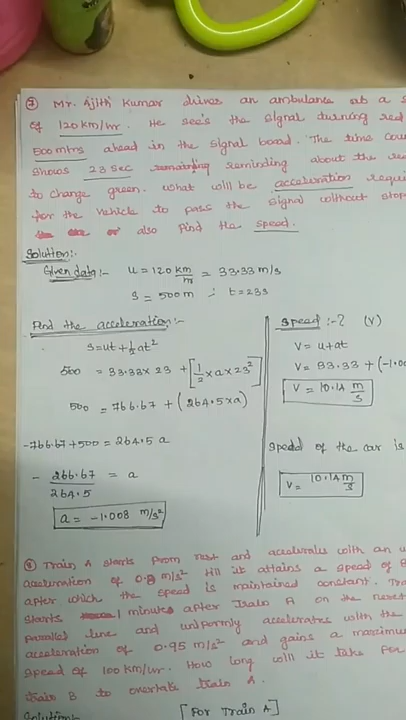 ⑦ Mr. Ajith Kumar drives an ambulance at a s
of 120 km/hr. He see's the signal turning red
500 mtrs ahead in the signal board. The time cou
shows 23 sec reminding about the re
to change green. What will be acceleration requi
for the vehicle to pass the signal without stop
also find the speed.
Solution:-
Given data:- u = 120 km/hr = 33.33 m/s
s = 500 m ; t = 23 s
Find the acceleration:-
s = ut + 1/2 at²
500 = 33.33 x 23 + [1/2 x a x 23²]
500 = 766.67 + (264.5 x a)
-766.67 + 500 = 264.5 a
- 266.67 / 264.5 = a
a = -1.008 m/s²
Speed :-? (v)
V = u + at
V = 33.33 + (-1.00
V = 10.14 m/s
Speed of the car is
V = 10.14 m/s
⑧ Train A starts from rest and accelerates with an u
acceleration of 0.8 m/s² till it attains a speed of 8
after which the speed is maintained constant. Tra
starts 1 minute after Train A on the next
parallel line and uniformly accelerates with the
acceleration of 0.95 m/s² and gains a maximu
speed of 100 km/hr. How long will it take for
train B to overtake train A.
Solution:-
[For Train A]